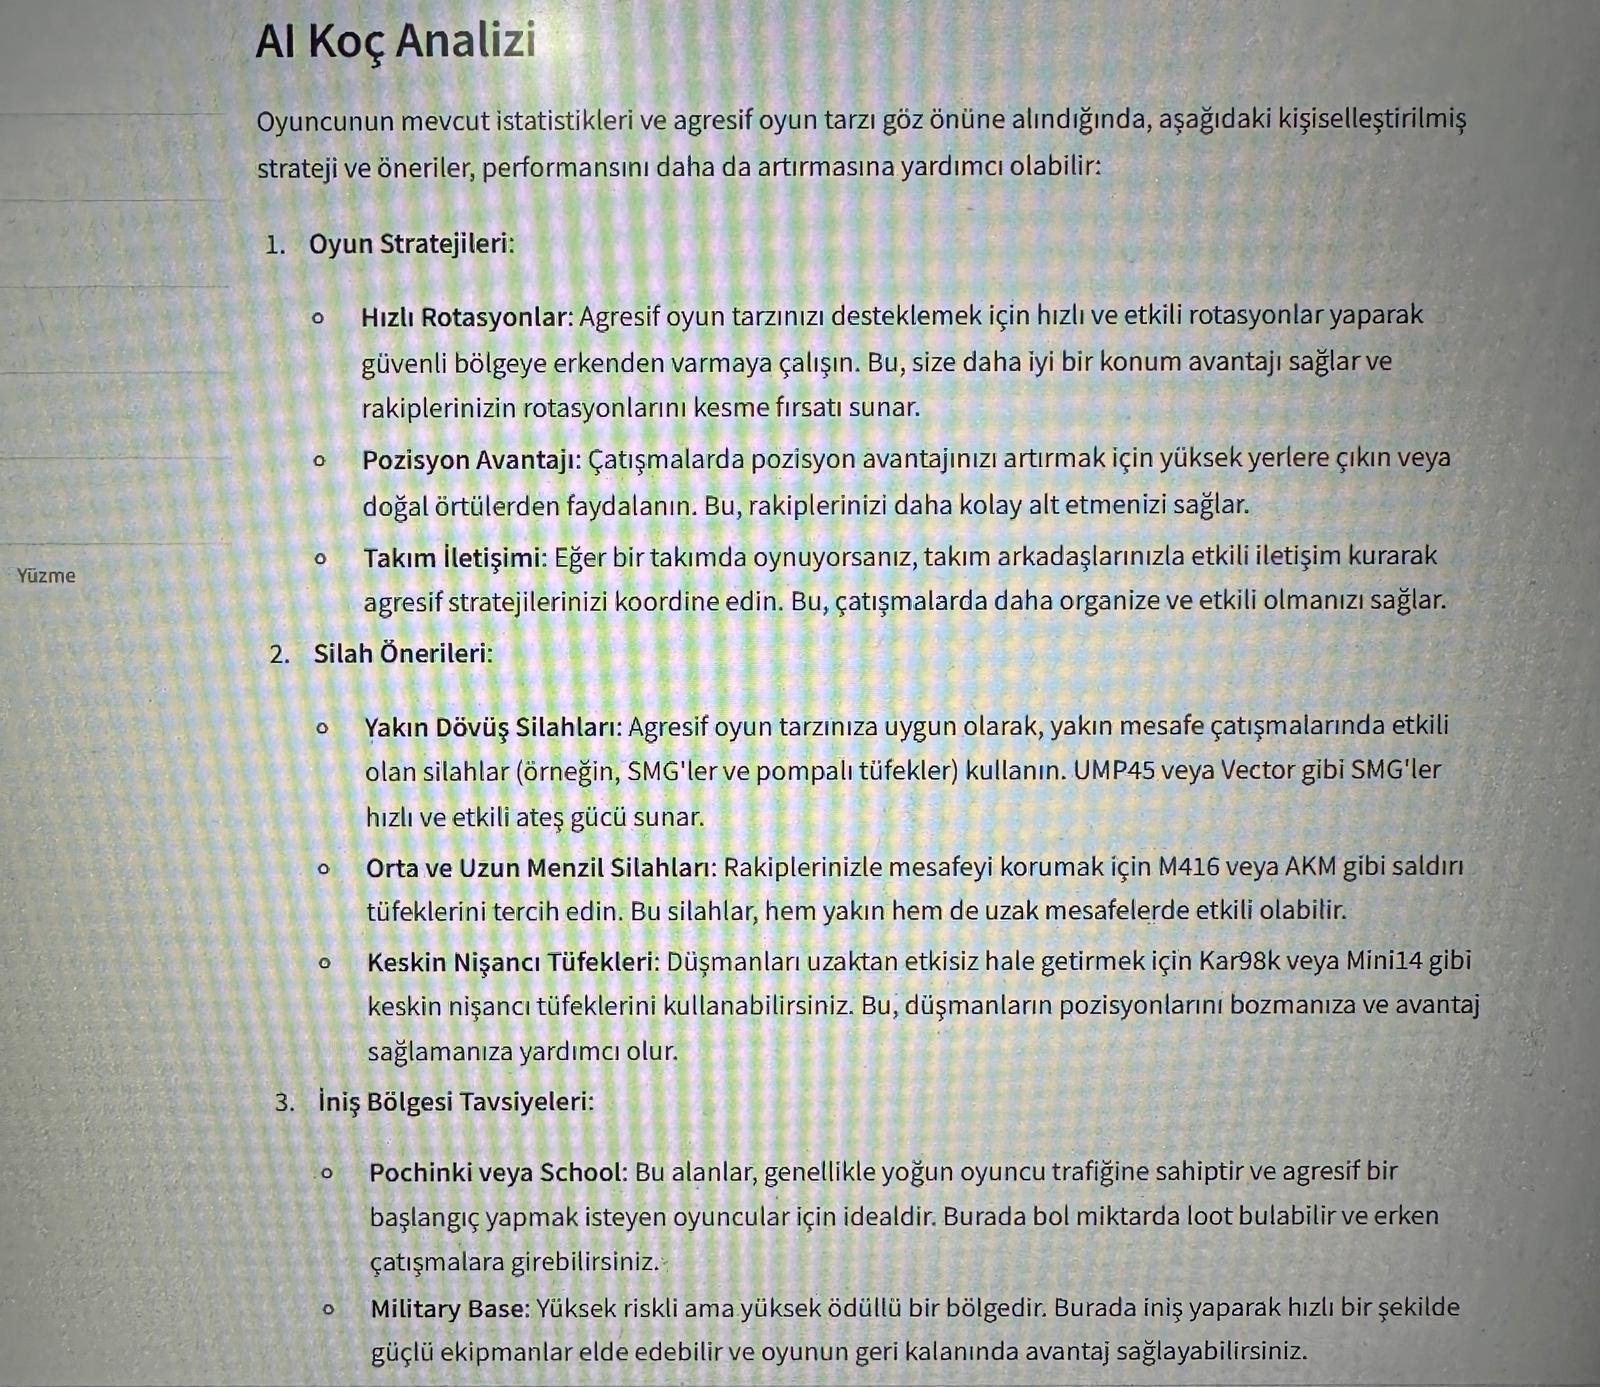 AI Koç Analizi
Oyuncunun mevcut istatistikleri ve agresif oyun tarzı göz önüne alındığında, aşağıdaki kişiselleştirilmiş
strateji ve öneriler, performansını daha da artırmasına yardımcı olabilir:
1. Oyun Stratejileri:
Hızlı Rotasyonlar: Agresif oyun tarzınızı desteklemek için hızlı ve etkili rotasyonlar yaparak
güvenli bölgeye erkenden varmaya çalışın. Bu, size daha iyi bir konum avantajı sağlar ve
rakiplerinizin rotasyonlarını kesme fırsatı sunar.
Pozisyon Avantajı: Çatışmalarda pozisyon avantajınızı artırmak için yüksek yerlere çıkın veya
doğal örtülerden faydalanın. Bu, rakiplerinizi daha kolay alt etmenizi sağlar.
Takım İletişimi: Eğer bir takımda oynuyorsanız, takım arkadaşlarınızla etkili iletişim kurarak
agresif stratejilerinizi koordine edin. Bu, çatışmalarda daha organize ve etkili olmanızı sağlar.
Yüzme
2. Silah Önerileri:
Yakın Dövüş Silahları: Agresif oyun tarzınıza uygun olarak, yakın mesafe çatışmalarında etkili
olan silahlar (örneğin, SMG'ler ve pompalı tüfekler) kullanın. UMP45 veya Vector gibi SMG'ler
hızlı ve etkili ateş gücü sunar.
Orta ve Uzun Menzil Silahları: Rakiplerinizle mesafeyi korumak için M416 veya AKM gibi saldırı
tüfeklerini tercih edin. Bu silahlar, hem yakın hem de uzak mesafelerde etkili olabilir.
Keskin Nişancı Tüfekleri: Düşmanları uzaktan etkisiz hale getirmek için Kar98k veya Mini14 gibi
keskin nişancı tüfeklerini kullanabilirsiniz. Bu, düşmanların pozisyonlarını bozmanıza ve avantaj
sağlamanıza yardımcı olur.
3. İniş Bölgesi Tavsiyeleri:
Pochinki veya School: Bu alanlar, genellikle yoğun oyuncu trafiğine sahiptir ve agresif bir
başlangıç yapmak isteyen oyuncular için idealdir. Burada bol miktarda loot bulabilir ve erken
çatışmalara girebilirsiniz.
Military Base: Yüksek riskli ama yüksek ödüllü bir bölgedir. Burada iniş yaparak hızlı bir şekilde
güçlü ekipmanlar elde edebilir ve oyunun geri kalanında avantaj sağlayabilirsiniz.